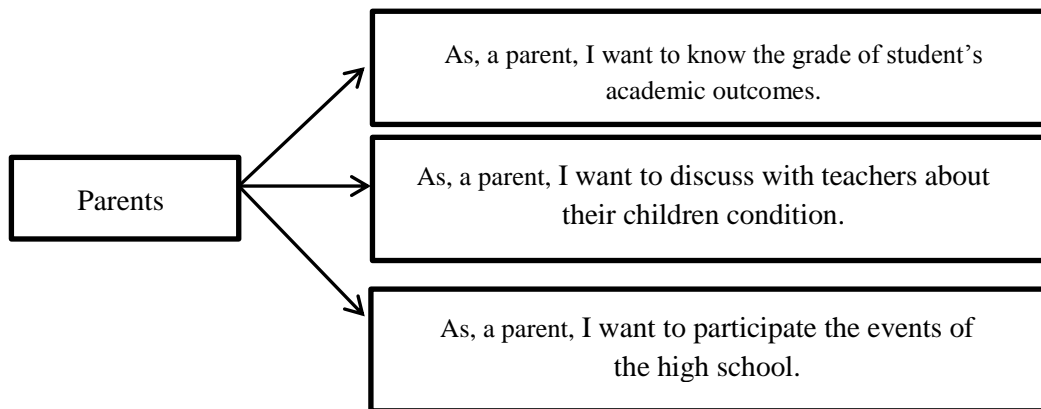 As, a parent, I want to know the grade of student’s
academic outcomes.
Parents
As, a parent, I want to discuss with teachers about
their children condition.
As, a parent, I want to participate the events of
the high school.